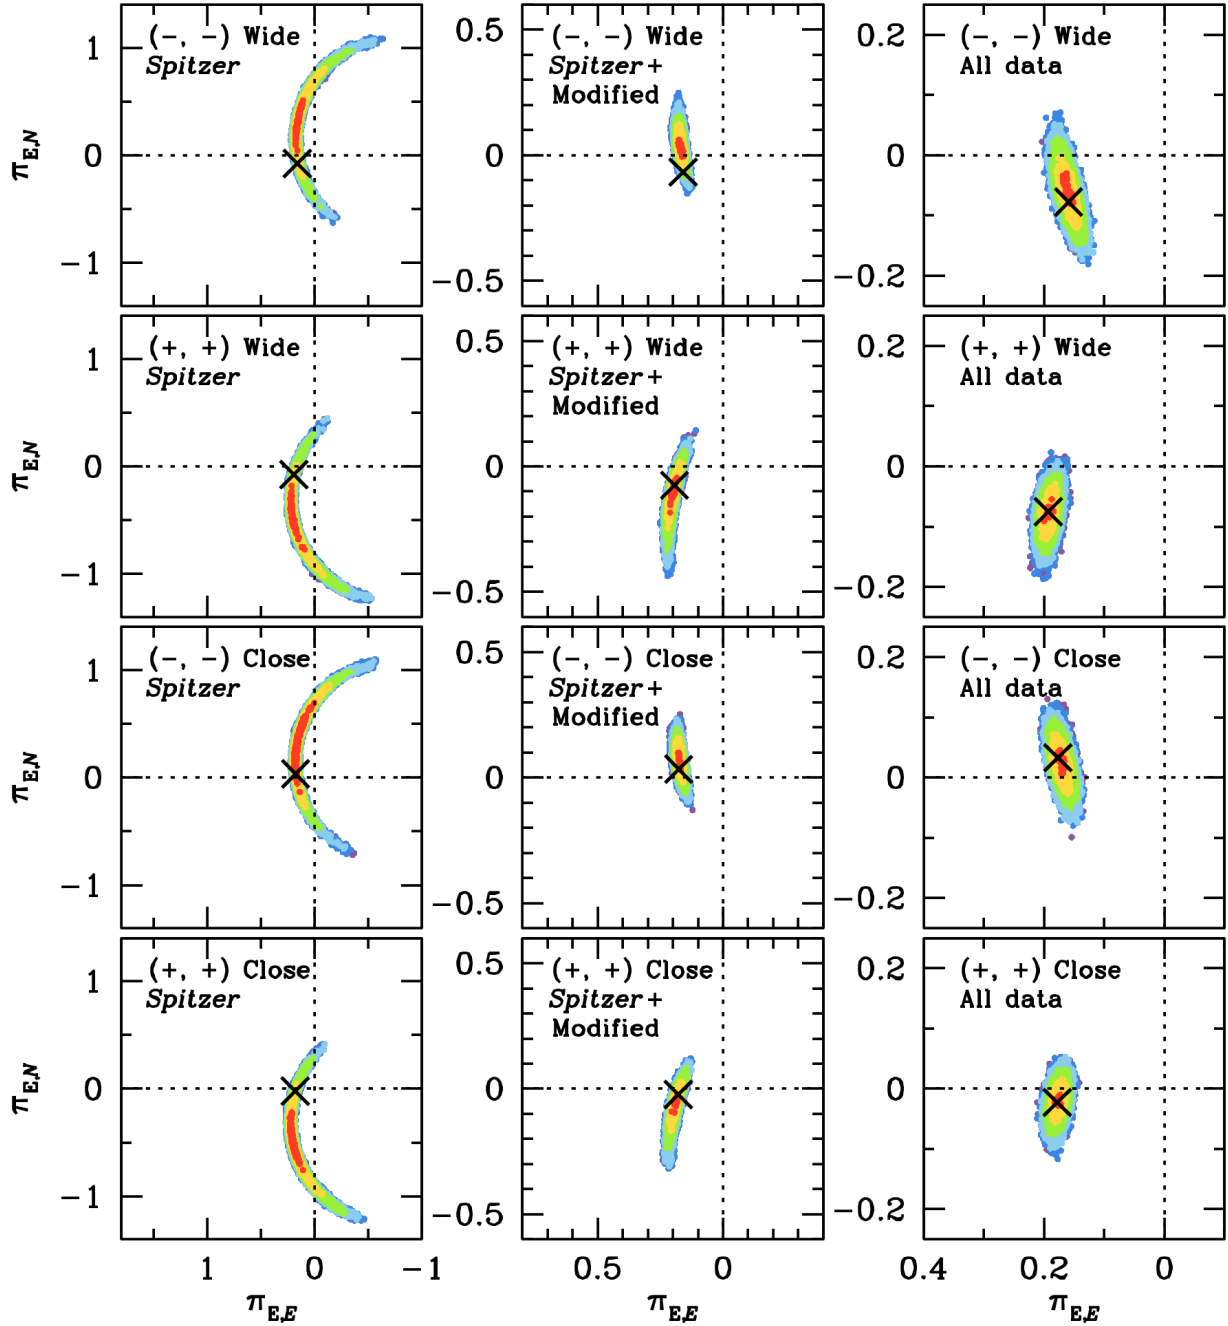 (−, −) Wide
Spitzer
1
0
−1
π_E,N
(−, −) Wide
Spitzer+
Modified
0.5
0
−0.5
(−, −) Wide
All data
0.2
0
−0.2
(+, +) Wide
Spitzer
1
0
−1
π_E,N
(+, +) Wide
Spitzer+
Modified
0.5
0
−0.5
(+, +) Wide
All data
0.2
0
−0.2
(−, −) Close
Spitzer
1
0
−1
π_E,N
(−, −) Close
Spitzer+
Modified
0.5
0
−0.5
(−, −) Close
All data
0.2
0
−0.2
(+, +) Close
Spitzer
1
0
−1
π_E,N
(+, +) Close
Spitzer+
Modified
0.5
0
−0.5
(+, +) Close
All data
0.2
0
−0.2
1 0 −1
0.5 0
0.4 0.2 0
π_E,E
π_E,E
π_E,E